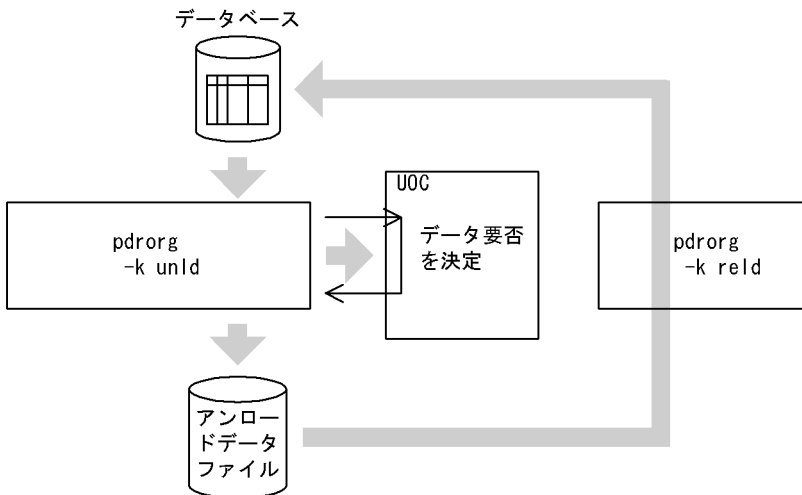 データベース
pdrorg
-k unld
UOC
データ要否
を決定
pdrorg
-k reld
アンロー
ドデータ
ファイル